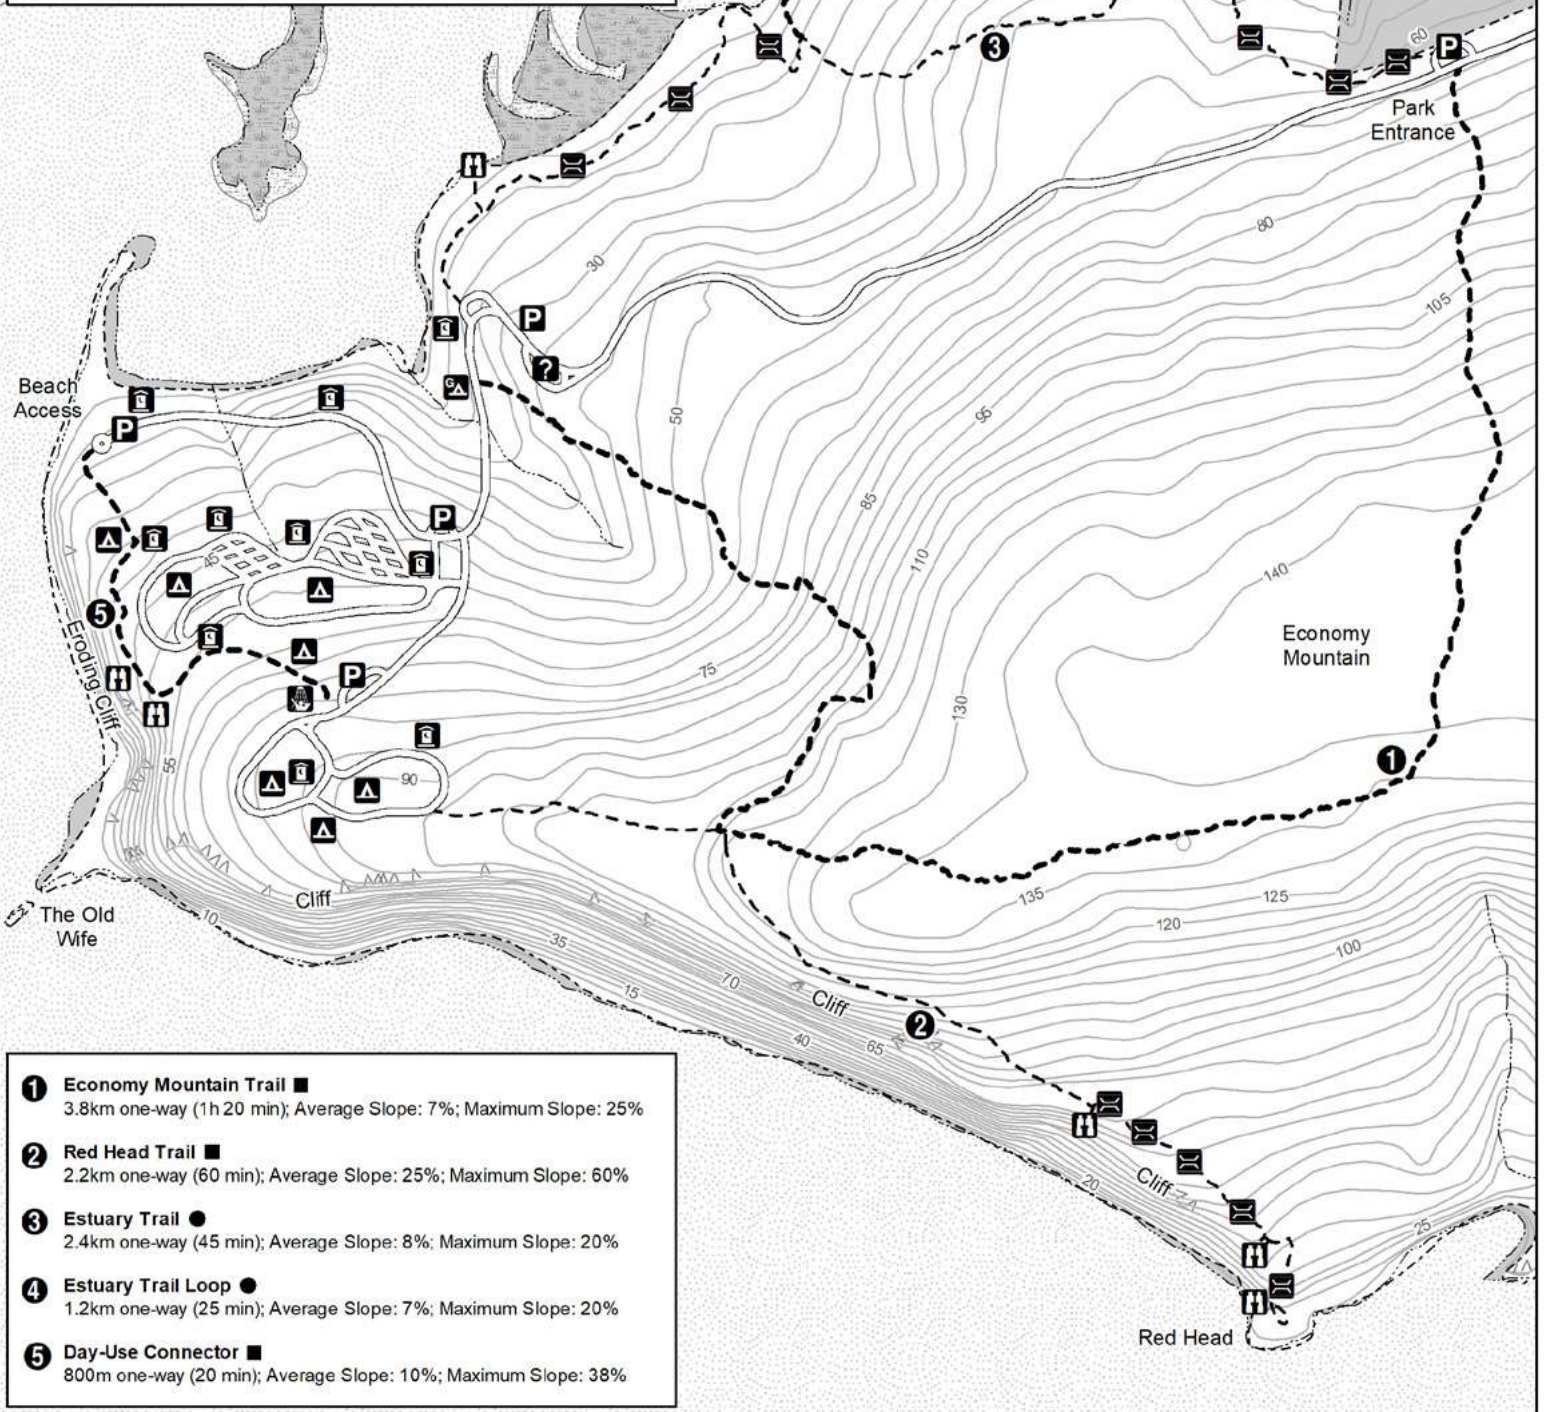 3
60
P
Park
Entrance
80
30
105
P
?
Beach
Access
G
P
50
95
85
P
45
110
140
5
Eroding Cliff
Economy
Mountain
75
P
130
1
55
90
Cliff
135
125
120
The Old
Wife
10
35
100
70
15
Cliff
2
40
65
Cliff
20
25
Red Head
1 Economy Mountain Trail
3.8km one-way (1h 20 min); Average Slope: 7%; Maximum Slope: 25%
2 Red Head Trail
2.2km one-way (60 min); Average Slope: 25%; Maximum Slope: 60%
3 Estuary Trail
2.4km one-way (45 min); Average Slope: 8%; Maximum Slope: 20%
4 Estuary Trail Loop
1.2km one-way (25 min); Average Slope: 7%; Maximum Slope: 20%
5 Day-Use Connector
800m one-way (20 min); Average Slope: 10%; Maximum Slope: 38%